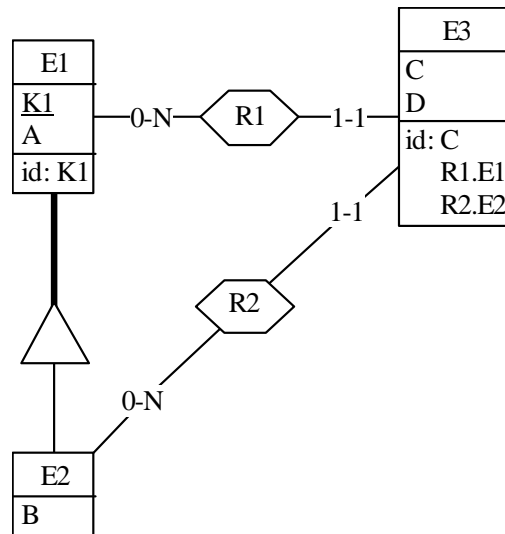 E1
K1
A
id: K1
0-N
R1
1-1
E3
C
D
id: C
R1.E1
R2.E2
1-1
R2
0-N
E2
B